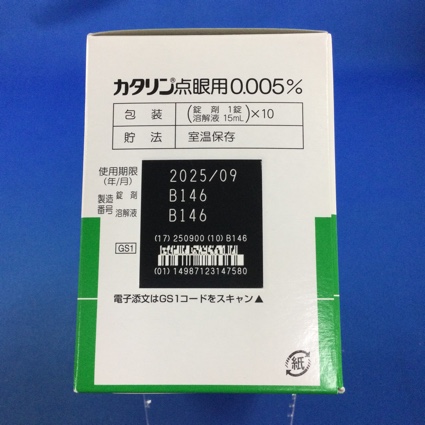 カタリン®点眼用0.005%
包装 (錠剤 1錠 溶解液 15mL)×10
貯法 室温保存
使用期限 (年/月) 2025/09
製造番号 錠剤 B146
溶解液 B146
(17) 250900 (10) B146
GS1
(01) 14987123147580
電子添文はGS1コードをスキャン▲
紙